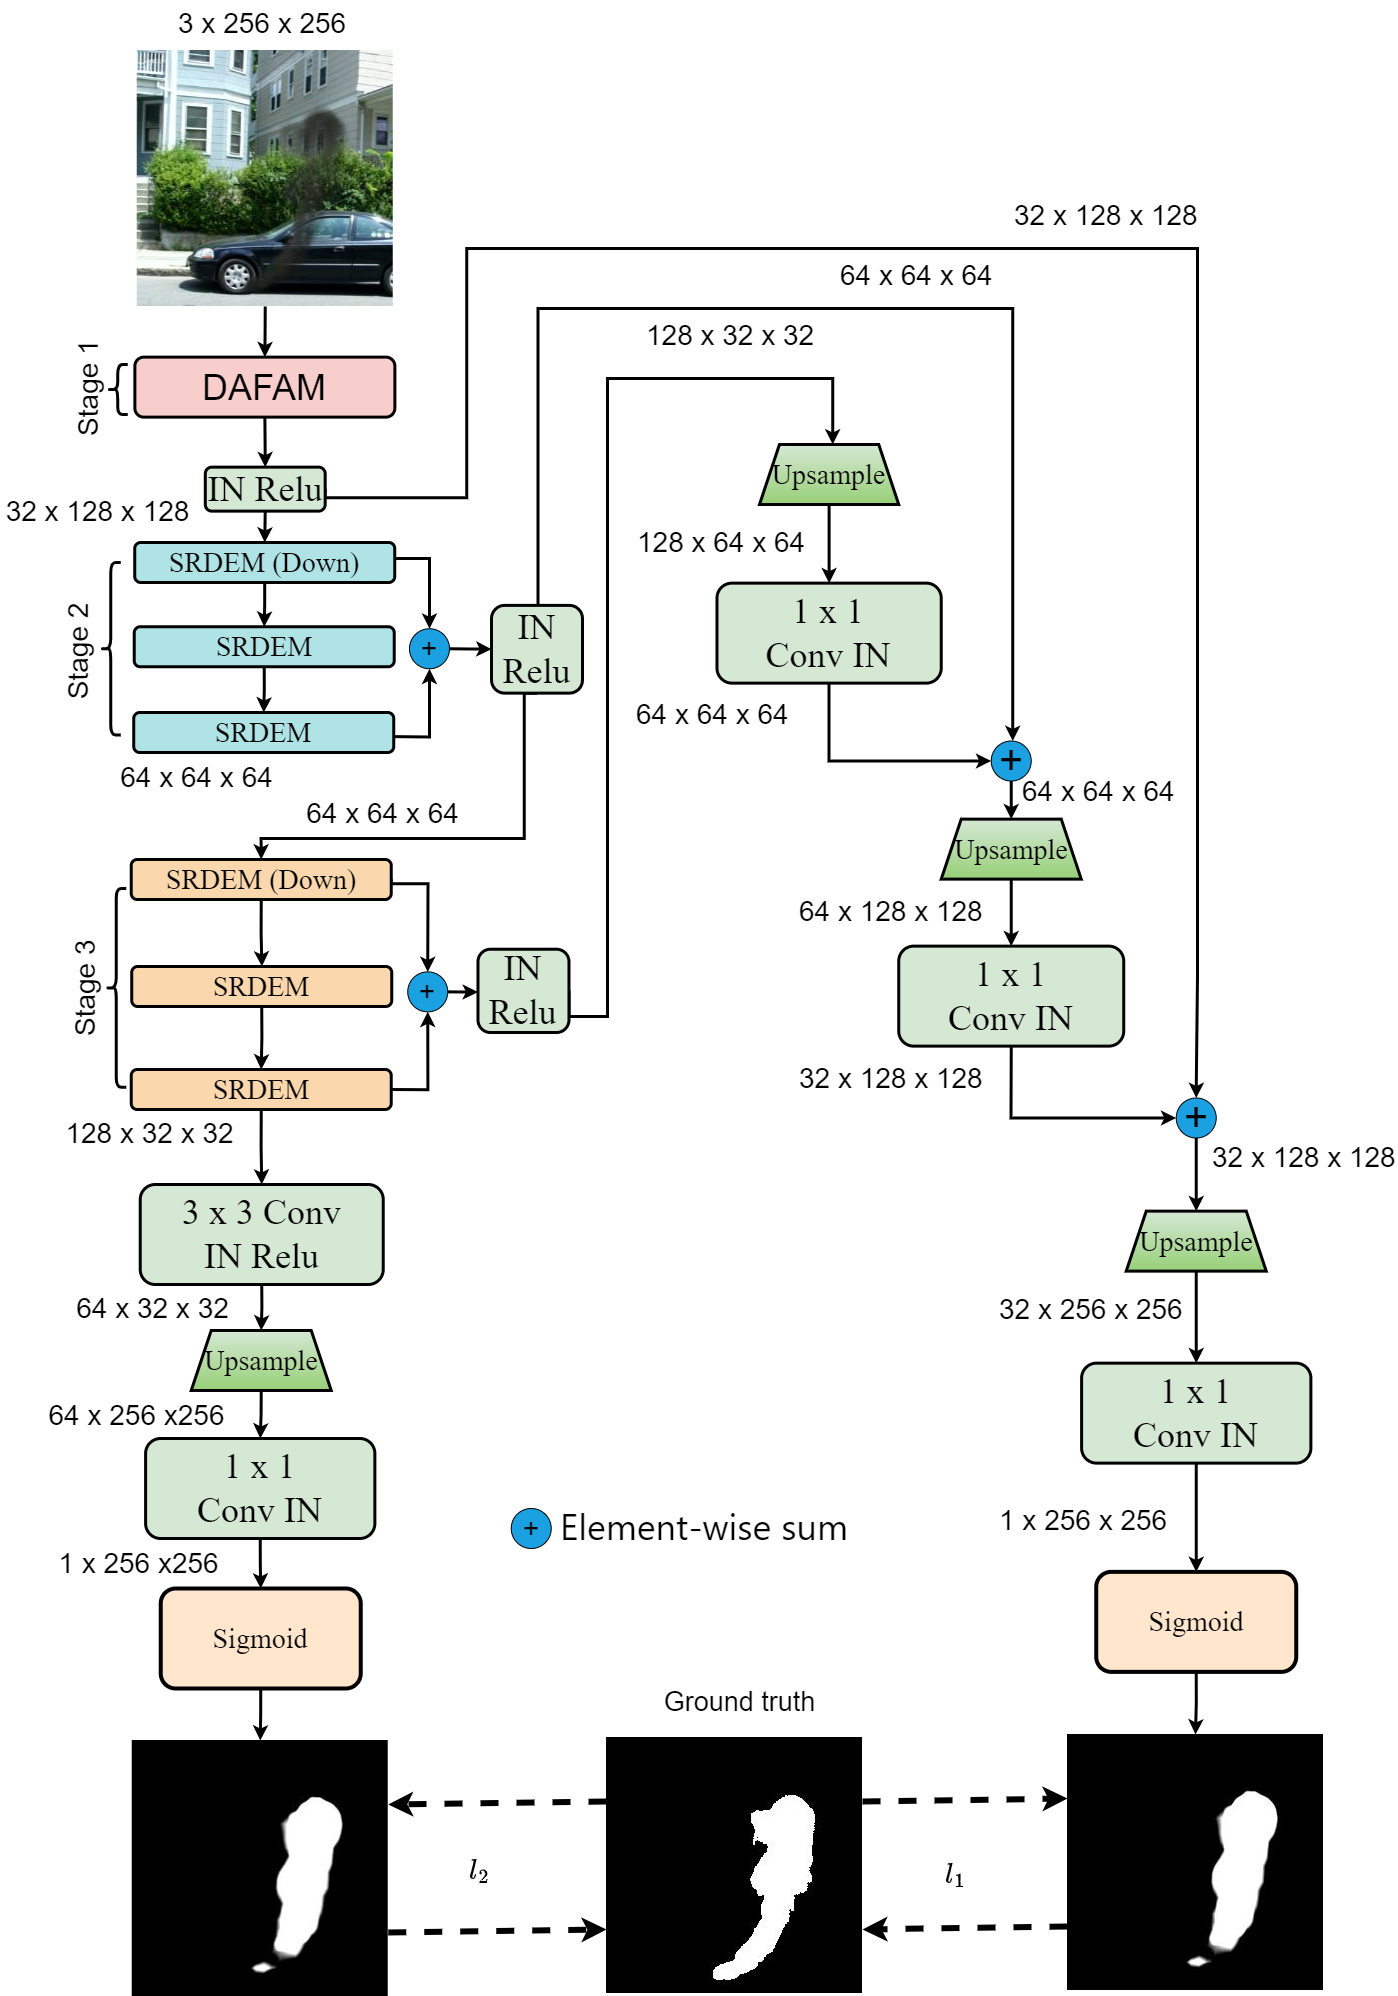 3 x 256 x 256
32 x 128 x 128
64 x 64 x 64
128 x 32 x 32
Stage 1
DAFAM
IN Relu
32 x 128 x 128
Stage 2
SRDEM (Down)
SRDEM
SRDEM
64 x 64 x 64
+
IN
Relu
64 x 64 x 64
Stage 3
SRDEM (Down)
SRDEM
SRDEM
128 x 32 x 32
+
IN
Relu
3 x 3 Conv
IN Relu
64 x 32 x 32
Upsample
64 x 256 x256
1 x 1
Conv IN
1 x 256 x256
Sigmoid
Upsample
128 x 64 x 64
1 x 1
Conv IN
64 x 64 x 64
+
64 x 64 x 64
Upsample
64 x 128 x 128
1 x 1
Conv IN
32 x 128 x 128
+
32 x 128 x 128
Upsample
32 x 256 x 256
1 x 1
Conv IN
1 x 256 x 256
Sigmoid
+ Element-wise sum
Ground truth
l₂
l₁